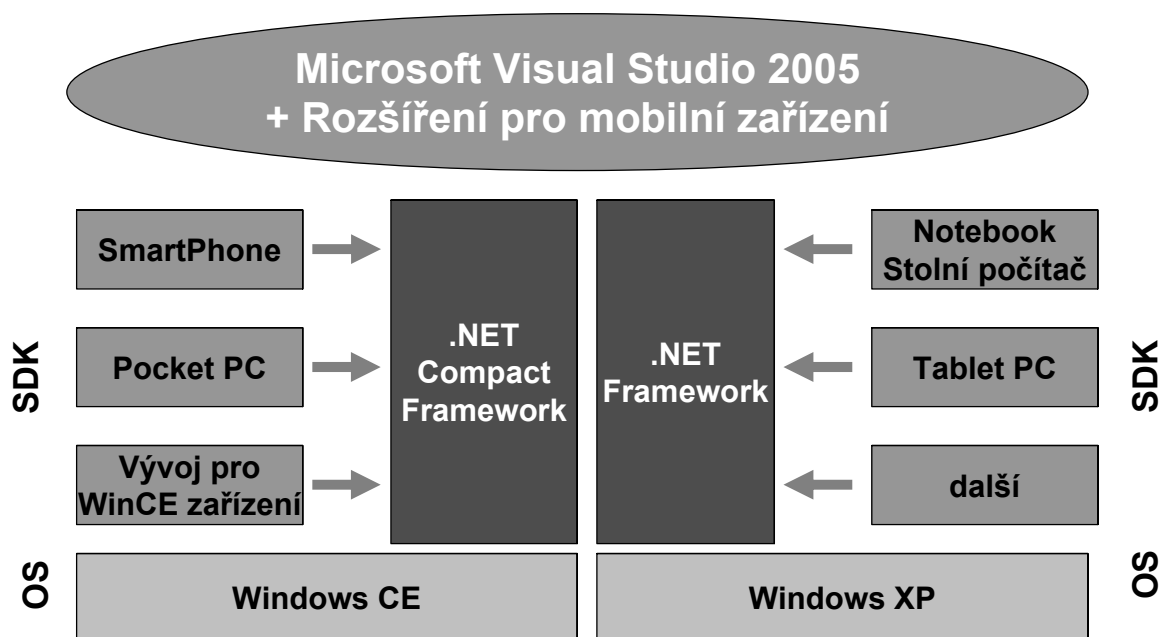 Microsoft Visual Studio 2005
+ Rozšíření pro mobilní zařízení
SmartPhone
Pocket PC
Vývoj pro
WinCE zařízení
SDK
OS
.NET
Compact
Framework
.NET
Framework
Notebook
Stolní počítač
Tablet PC
další
SDK
OS
Windows CE
Windows XP